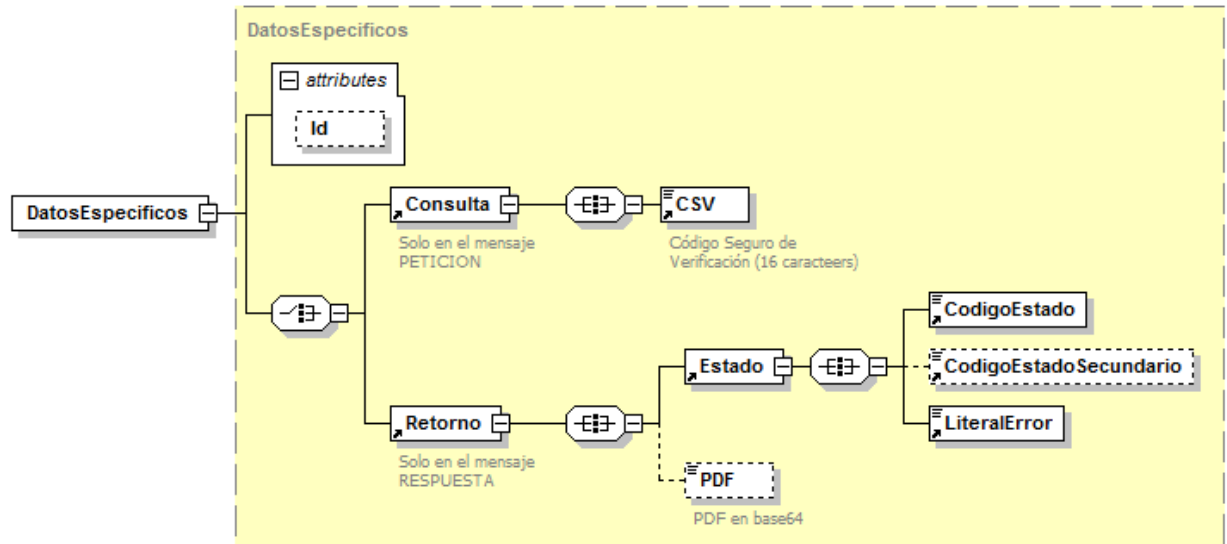 DatosEspecificos
attributes
Id
DatosEspecificos
Consulta
CSV
Solo en el mensaje
PETICION
Código Seguro de
Verificación (16 caracteers)
CodigoEstado
Estado
CodigoEstadoSecundario
Retorno
LiteralError
Solo en el mensaje
RESPUESTA
PDF
PDF en base64